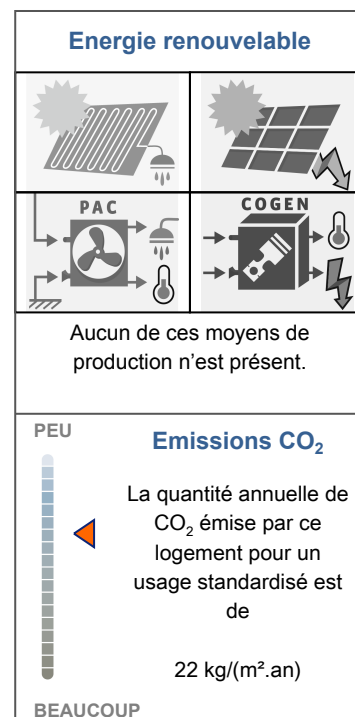 Energie renouvelable
PAC
COGEN
Aucun de ces moyens de
production n'est présent.
PEU
Emissions CO₂
La quantité annuelle de
CO₂ émise par ce
logement pour un
usage standardisé est
de
22 kg/(m².an)
BEAUCOUP